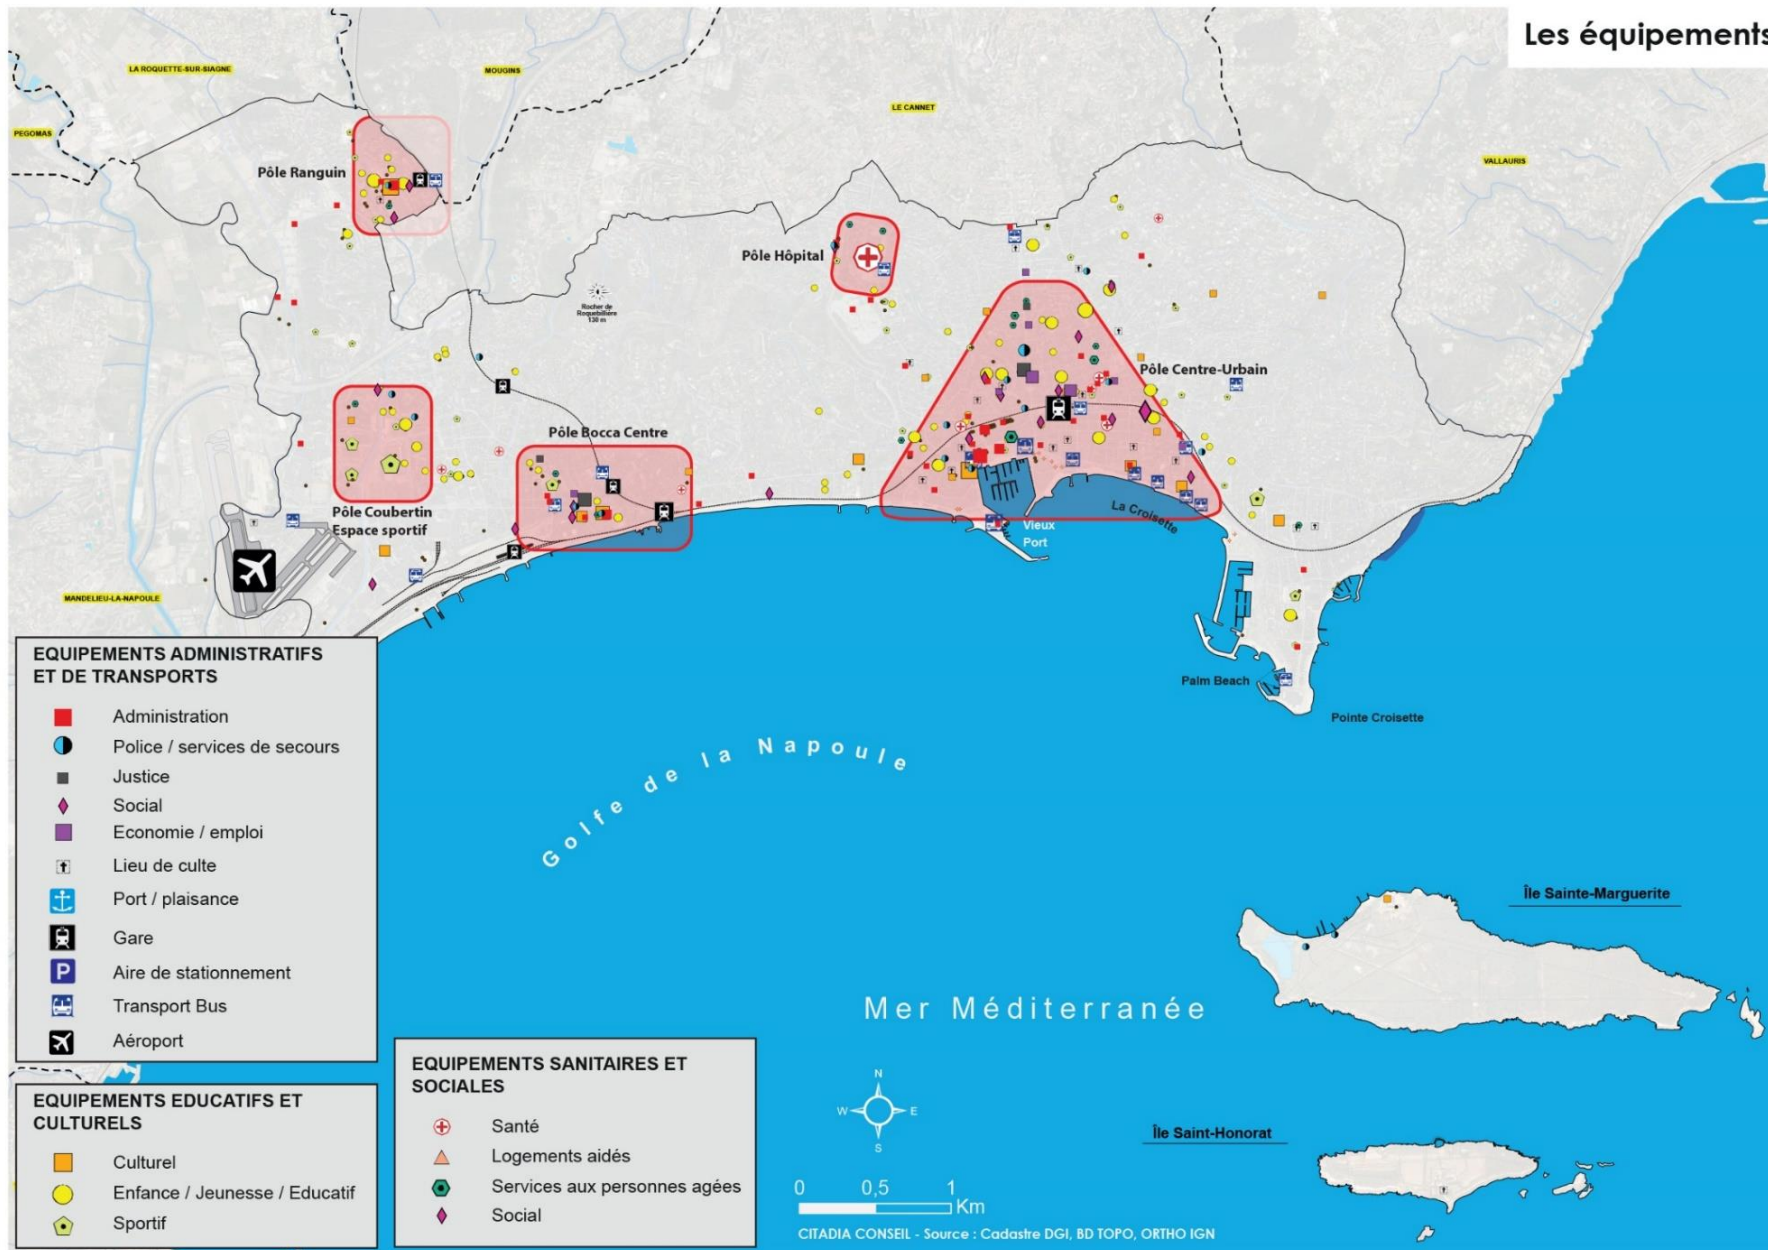 Les équipements
LA ROQUETTE-SUR-SIAGNE
MOUGINS
LE CANNET
PEGOMAS
VALLAURIS
Pôle Ranguin
Pôle Hôpital
Rocher de
Roquebillière
130 m
Pôle Centre-Urbain
Pôle Bocca Centre
Pôle Coubertin
Espace sportif
La Croisette
Vieux
Port
MANDELIEU-LA-NAPOULE
Palm Beach
Pointe Croisette
Golfe de la Napoule
EQUIPEMENTS ADMINISTRATIFS
ET DE TRANSPORTS
Administration
Police / services de secours
Justice
Social
Economie / emploi
Lieu de culte
Port / plaisance
Gare
P Aire de stationnement
Transport Bus
Aéroport
EQUIPEMENTS EDUCATIFS ET
CULTURELS
Culturel
Enfance / Jeunesse / Educatif
Sportif
EQUIPEMENTS SANITAIRES ET
SOCIALES
Santé
Logements aidés
Services aux personnes agées
Social
Île Sainte-Marguerite
Mer Méditerranée
Île Saint-Honorat
N
W E
S
0 0,5 1
Km
CITADIA CONSEIL - Source : Cadastre DGI, BD TOPO, ORTHO IGN